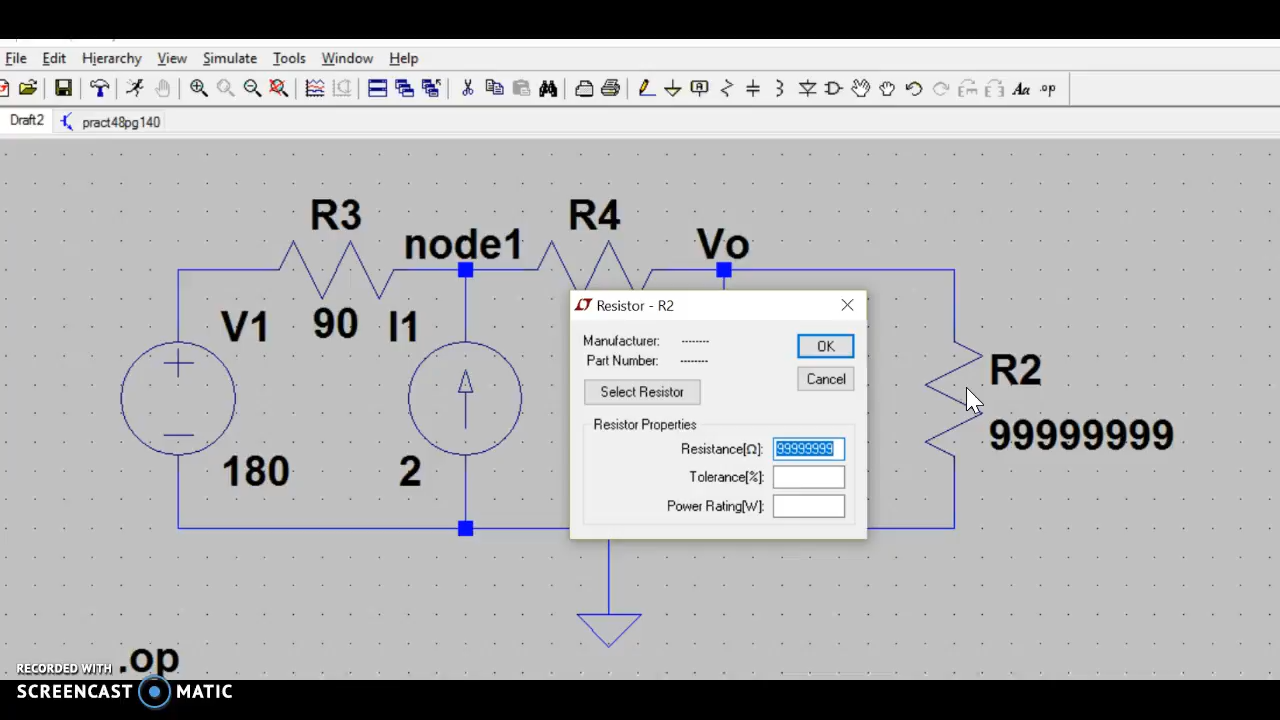 File Edit Hierarchy View Simulate Tools Window Help
Aa .op
Draft2 pract48pg140
R3 R4
node1 Vo
V1 90 I1
R2
99999999
180 2
Resistor - R2
Manufacturer: -------
Part Number: -------
OK
Cancel
Select Resistor
Resistor Properties
Resistance[Ω]: 99999999
Tolerance[%]:
Power Rating[W]:
.op
RECORDED WITH
SCREENCAST MATIC